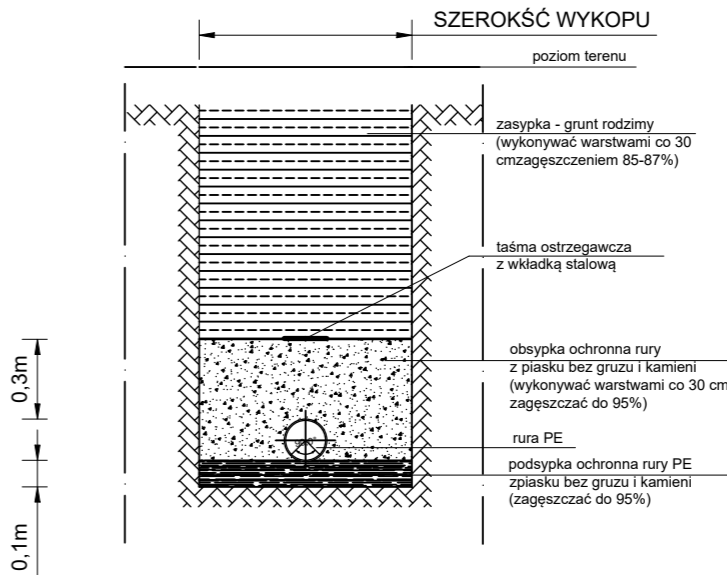 SZEROKŚĆ WYKOPU
poziom terenu
zasypka - grunt rodzimy
(wykonywać warstwami co 30
cmzagęszczeniem 85-87%)
taśma ostrzegawcza
z wkładką stalową
0,3m
obsypka ochronna rury
z piasku bez gruzu i kamieni
(wykonywać warstwami co 30 cm
zagęszczać do 95%)
rura PE
podsypka ochronna rury PE
zpiasku bez gruzu i kamieni
(zagęszczać do 95%)
0,1m